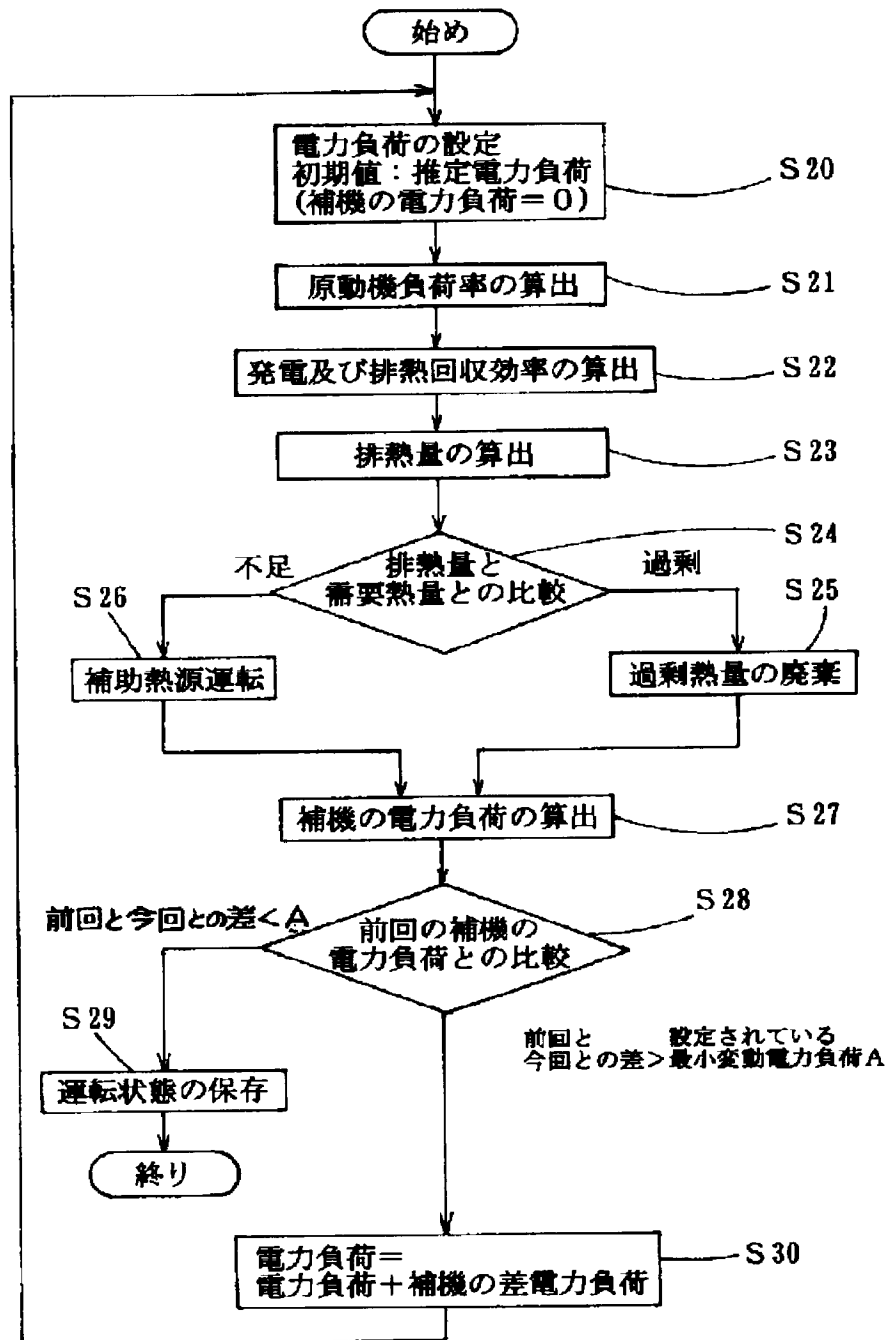 始め
電力負荷の設定
初期値：推定電力負荷
(補機の電力負荷＝0)
S20
原動機負荷率の算出
S21
発電及び排熱回収効率の算出
S22
排熱量の算出
S23
排熱量と
需要熱量との比較
S24
不足
過剰
S26
補助熱源運転
S25
過剰熱量の廃棄
補機の電力負荷の算出
S27
前回の補機の
電力負荷との比較
S28
前回と今回との差＜A
前回と　設定されている
今回との差＞最小変動電力負荷A
S29
運転状態の保存
終り
電力負荷＝
電力負荷＋補機の差電力負荷
S30